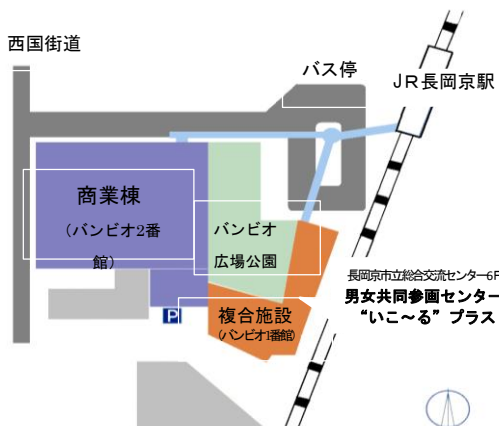 西国街道
バス停
JR長岡京駅
商業棟
(バンビオ2番
館)
バンビオ
広場公園
長岡京市立総合交流センター6F
男女共同参画センター
“いこ~る”プラス
P
複合施設
(バンビオ1番館)